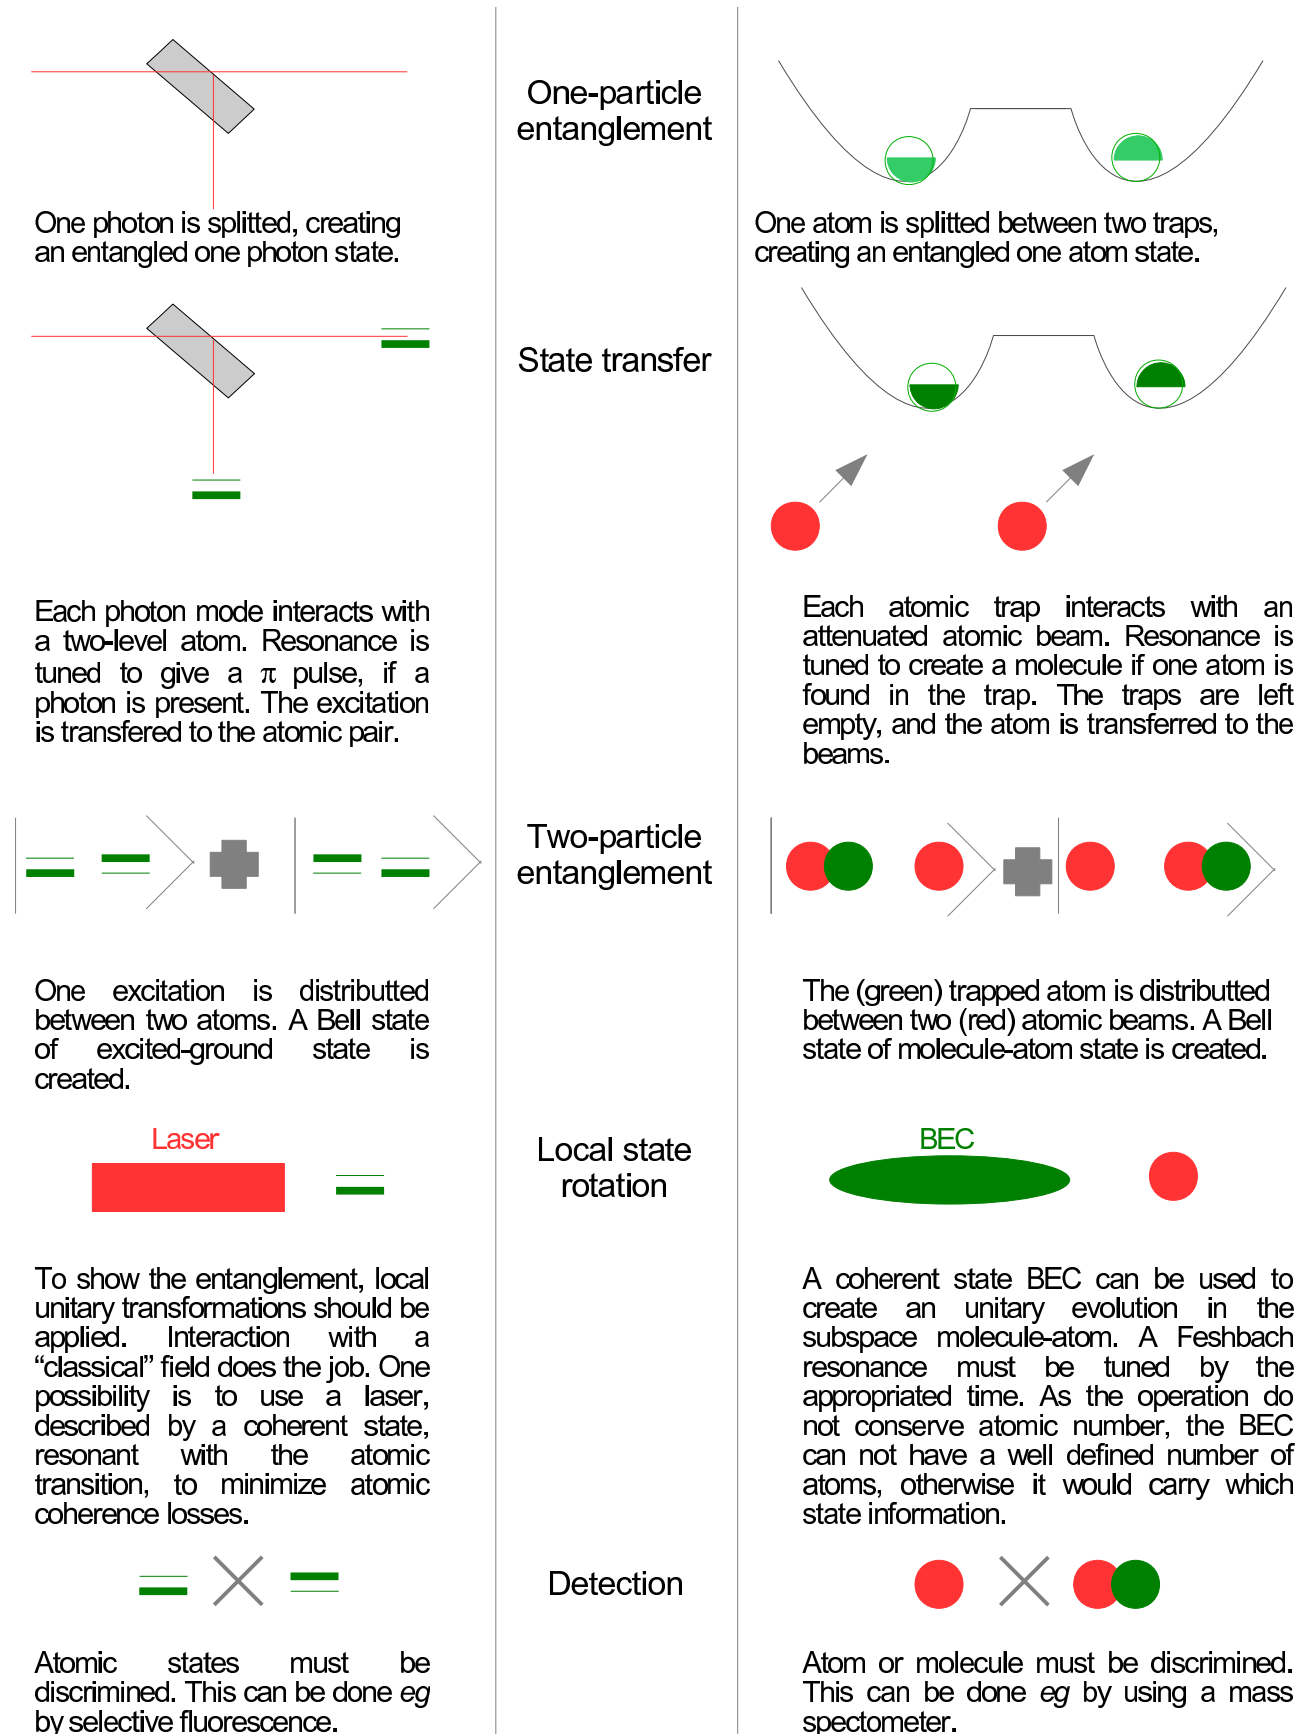 One-particle
entanglement
One photon is splitted, creating
an entangled one photon state.
One atom is splitted between two traps,
creating an entangled one atom state.
State transfer
Each photon mode interacts with
a two-level atom. Resonance is
tuned to give a π pulse, if a
photon is present. The excitation
is transfered to the atomic pair.
Each atomic trap interacts with an
attenuated atomic beam. Resonance is
tuned to create a molecule if one atom is
found in the trap. The traps are left
empty, and the atom is transferred to the
beams.
Two-particle
entanglement
One excitation is distributted
between two atoms. A Bell state
of excited-ground state is
created.
The (green) trapped atom is distributted
between two (red) atomic beams. A Bell
state of molecule-atom state is created.
Laser
Local state
rotation
BEC
To show the entanglement, local
unitary transformations should be
applied. Interaction with a
“classical” field does the job. One
possibility is to use a laser,
described by a coherent state,
resonant with the atomic
transition, to minimize atomic
coherence losses.
A coherent state BEC can be used to
create an unitary evolution in the
subspace molecule-atom. A Feshbach
resonance must be tuned by the
appropriated time. As the operation do
not conserve atomic number, the BEC
can not have a well defined number of
atoms, otherwise it would carry which
state information.
Detection
Atomic states must be
discrimined. This can be done eg
by selective fluorescence.
Atom or molecule must be discrimined.
This can be done eg by using a mass
spectometer.